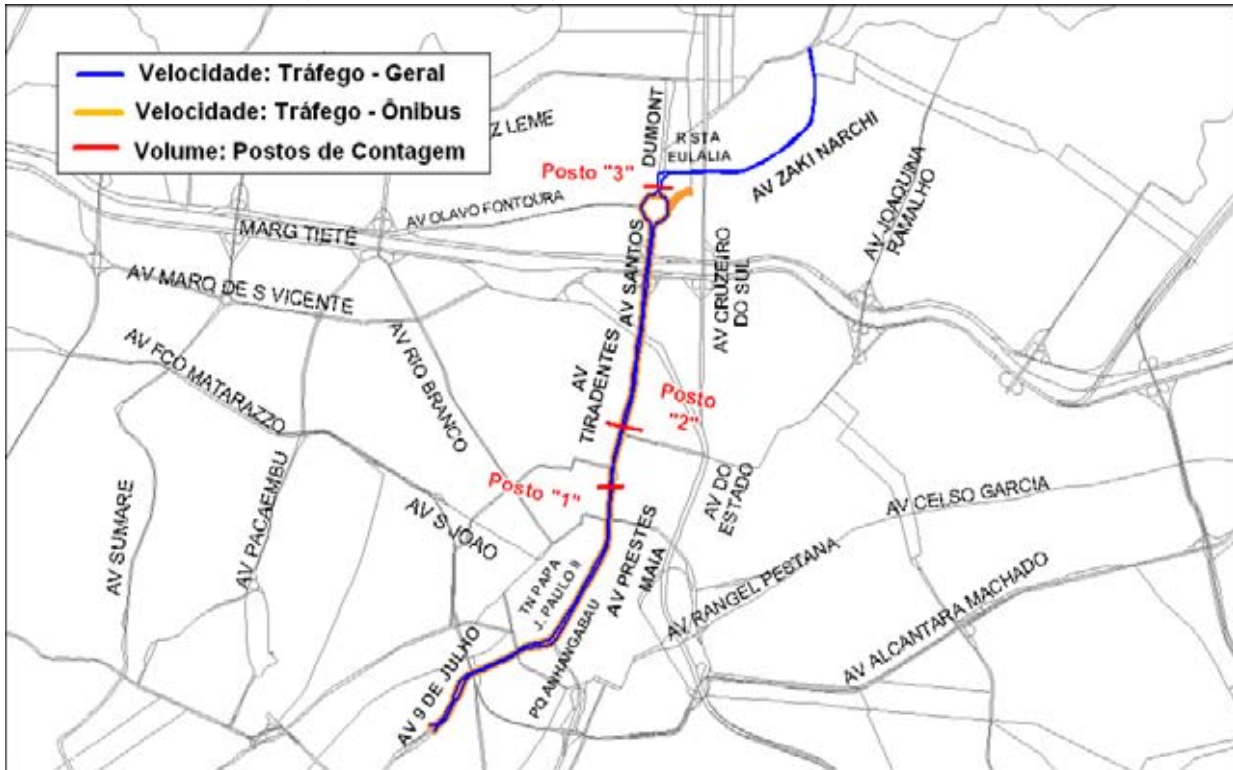 Velocidade: Tráfego - Geral
Velocidade: Tráfego - Ônibus
Volume: Postos de Contagem
Z LEME
DUMONT
R STA
EULÁLIA
Posto "3"
AV ZAKI NARCHI
AV JOAQUINA
RAMALHO
AV OLAVO FONTOURA
MARG TIETÊ
AV SANTOS
AV CRUZEIRO
DO SUL
AV MARQ DE S VICENTE
AV FCO MATARAZZO
AV RIO BRANCO
AV
TIRADENTES
Posto
"2"
Posto "1"
AV SUMARE
AV PACAEMBU
AV S JOAO
AV DO
ESTADO
AV CELSO GARCIA
AV PRESTES
MAIA
TN PAPA
J. PAULO II
AV RANGEL PESTANA
AV ALCANTARA MACHADO
AV 9 DE JULHO
PQ ANHANGABAU